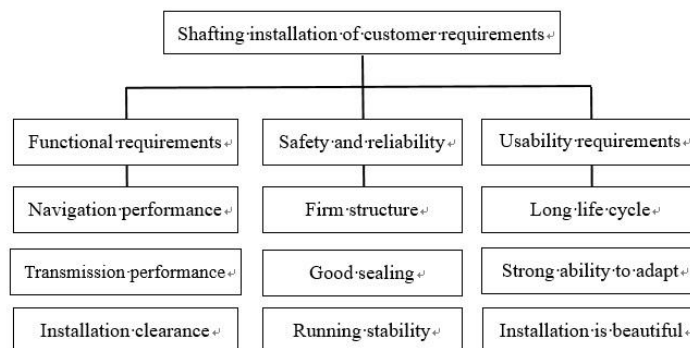 Shafting·installation·of·customer·requirements↵
Functional·requirements↵
Safety·and·reliability↵
Usability·requirements↵
Navigation·performance↵
Firm·structure↵
Long·life·cycle↵
Transmission·performance↵
Good·sealing↵
Strong·ability·to·adapt↵
Installation·clearance↵
Running·stability↵
Installation·is·beautiful↵